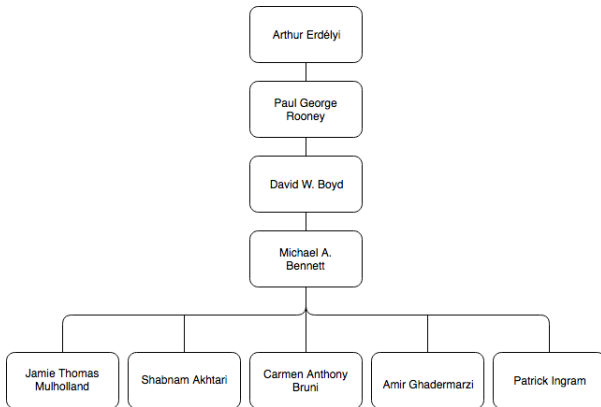 Arthur Erdélyi
Paul George
Rooney
David W. Boyd
Michael A.
Bennett
Jamie Thomas
Mulholland
Shabnam Akhtari
Carmen Anthony
Bruni
Amir Ghadermarzi
Patrick Ingram